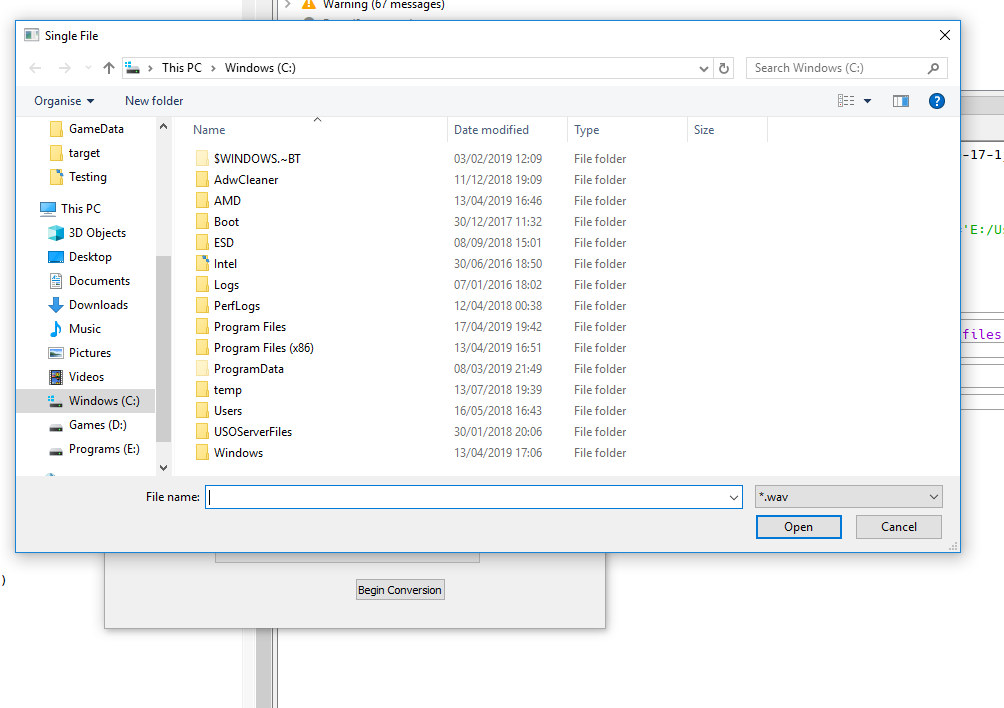 Warning (67 messages)
Single File
This PC
Windows (C:)
Search Windows (C:)
Organise
New folder
?
GameData
target
Testing
This PC
3D Objects
Desktop
Documents
Downloads
Music
Pictures
Videos
Windows (C:)
Games (D:)
Programs (E:)
Name Date modified Type Size
$WINDOWS.~BT 03/02/2019 12:09 File folder
AdwCleaner 11/12/2018 19:09 File folder
AMD 13/04/2019 16:46 File folder
Boot 30/12/2017 11:32 File folder
ESD 08/09/2018 15:01 File folder
Intel 30/06/2016 18:50 File folder
Logs 07/01/2016 18:02 File folder
PerfLogs 12/04/2018 00:38 File folder
Program Files 17/04/2019 19:42 File folder
Program Files (x86) 13/04/2019 16:51 File folder
ProgramData 08/03/2019 21:49 File folder
temp 13/07/2018 19:39 File folder
Users 16/05/2018 16:43 File folder
USOServerFiles 30/01/2018 20:06 File folder
Windows 13/04/2019 17:06 File folder
-17-1
'E:/Us
files
File name:
*.wav
Open
Cancel
)
Begin Conversion